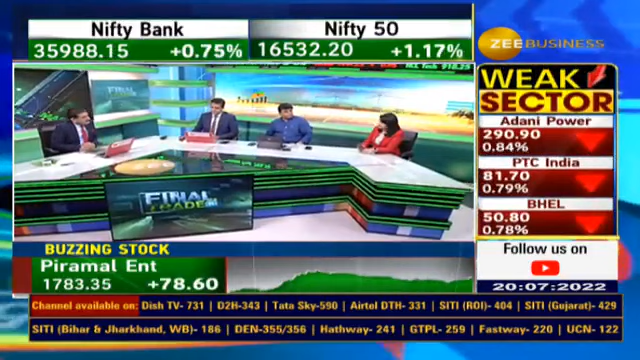 Nifty Bank
35988.15 +0.75%
Nifty 50
16532.20 +1.17%
ZEE BUSINESS
WEAK
SECTOR
Adani Power
290.90
0.84%
PTC India
81.70
0.79%
BHEL
50.80
0.78%
FINAL
TRADE
BUZZING STOCK
Piramal Ent
1783.35 +78.60
Follow us on
20:07:2022
Channel available on: Dish TV- 731 | D2H-343 | Tata Sky-590 | Airtel DTH- 331 | SITI (ROI)- 404 | SITI (Gujarat)- 429
SITI (Bihar & Jharkhand, WB)- 186 | DEN-355/356 | Hathway- 241 | GTPL- 259 | Fastway- 220 | UCN- 122